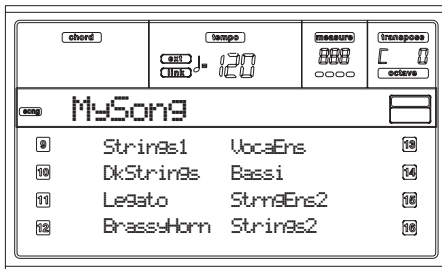 chord tempo measure transpose
ext ♩= 120 888 C 0
link octave
song MySong
9 Strings1 VocaEns 13
10 DkStrings Bassi 14
11 Legato StrngEns2 15
12 BrassyHorn Strings2 16